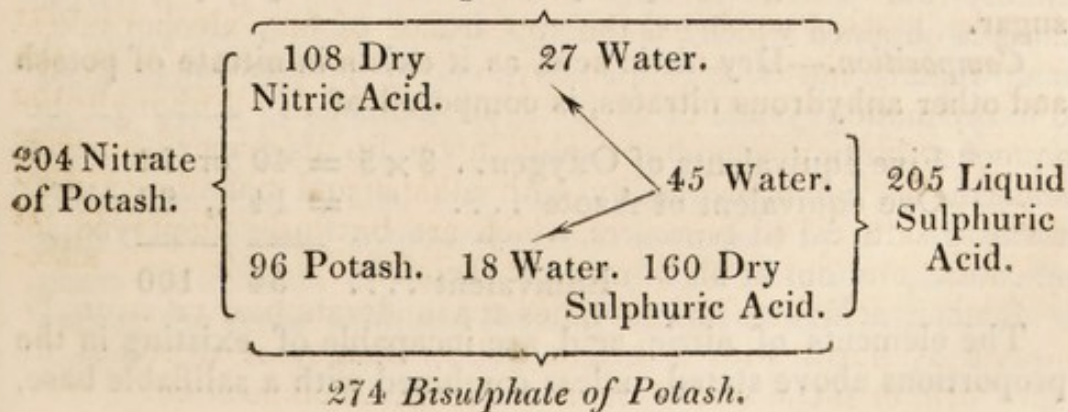 sugar.
108 Dry 27 Water.
Nitric Acid.
204 Nitrate
of Potash.
45 Water.
205 Liquid
Sulphuric
Acid.
96 Potash. 18 Water. 160 Dry
Sulphuric Acid.
274 Bisulphate of Potash.